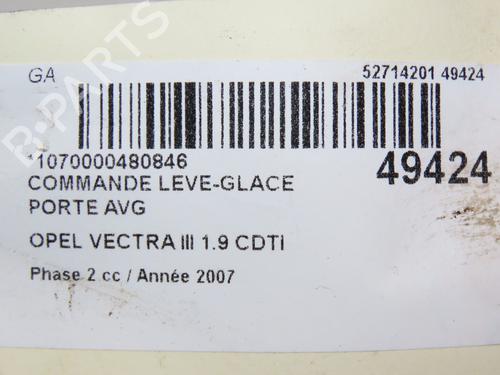 GA
52714201 49424
*1070000480846
49424
COMMANDE LEVE-GLACE
PORTE AVG
OPEL VECTRA III 1.9 CDTI
Phase 2 cc / Année 2007
B-PARTS